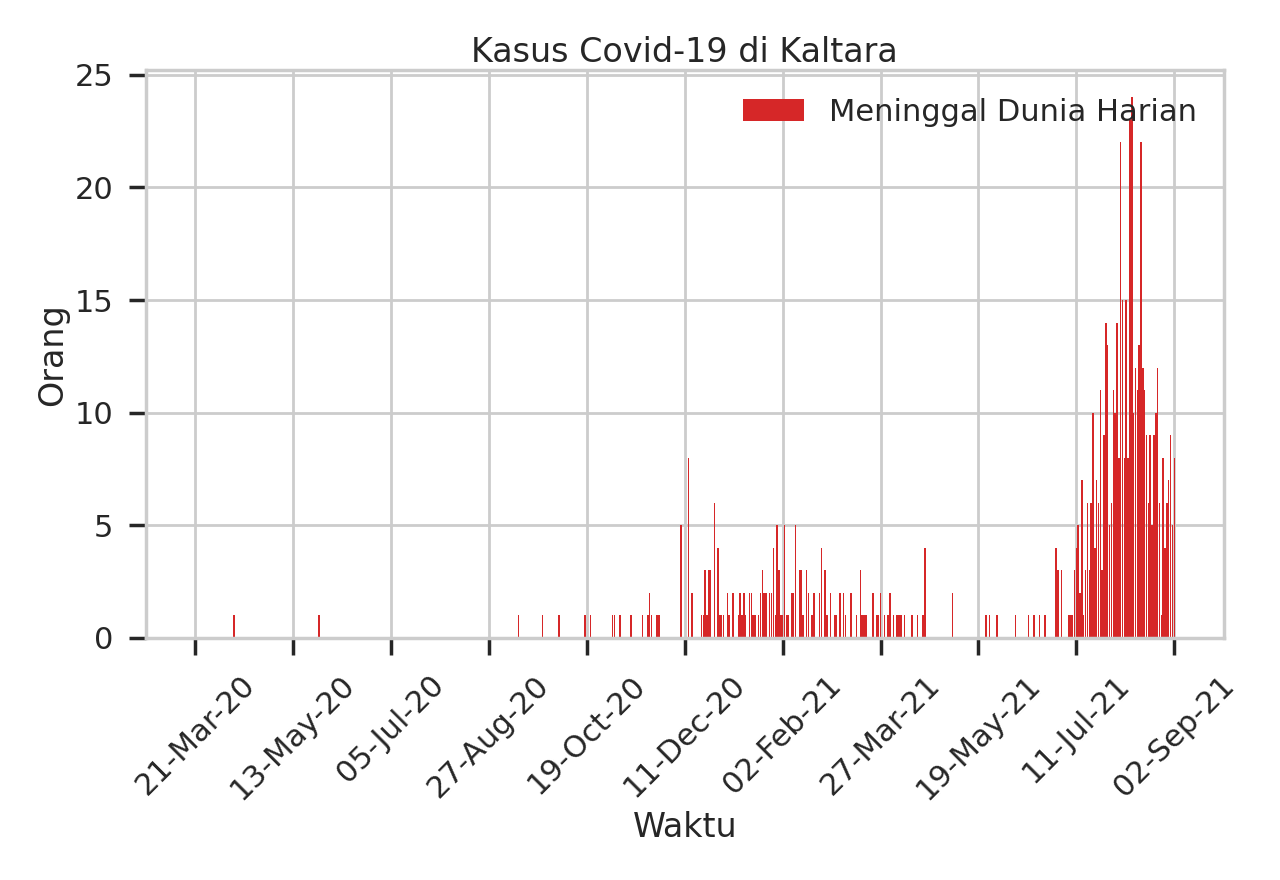 Kasus Covid-19 di Kaltara
Meninggal Dunia Harian
Orang
25
20
15
10
5
0
21-Mar-20
13-May-20
05-Jul-20
27-Aug-20
19-Oct-20
11-Dec-20
02-Feb-21
27-Mar-21
19-May-21
11-Jul-21
02-Sep-21
Waktu